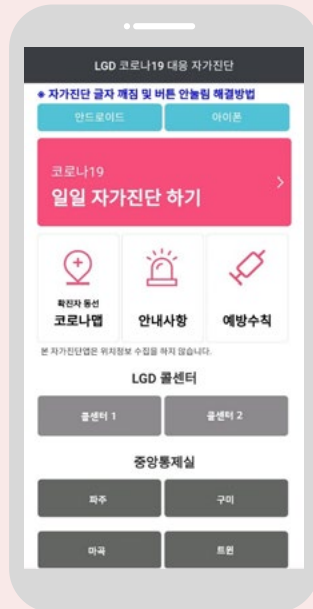 LGD 코로나19 대응 자가진단
※ 자가진단 글자 깨짐 및 버튼 안눌림 해결방법
안드로이드 아이폰
코로나19
일일 자가진단 하기
확진자 동선
코로나맵 안내사항 예방수칙
본 자가진단앱은 위치정보 수집을 하지 않습니다.
LGD 콜센터
콜센터 1 콜센터 2
중앙통제실
파주 구미
마곡 트윈